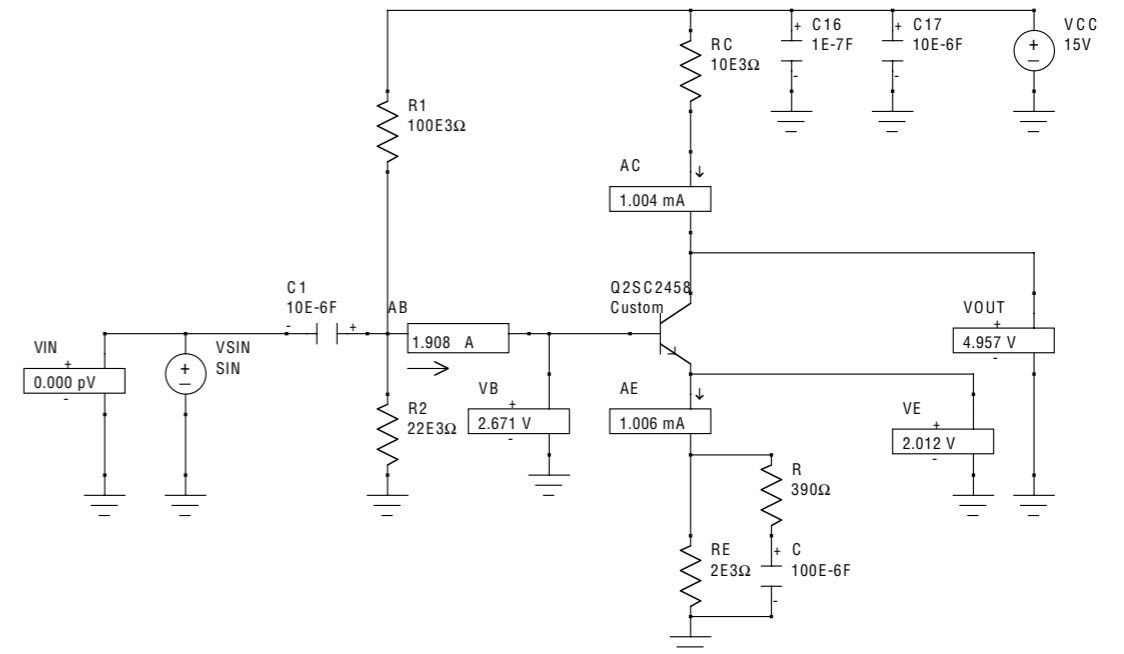 C16
1E-7F
C17
10E-6F
VCC
15V
RC
10E3Ω
R1
100E3Ω
AC
1.004 mA
C1
10E-6F
AB
1.908 A
Q2SC2458
Custom
VOUT
4.957 V
VIN
0.000 pV
VSIN
SIN
VB
2.671 V
AE
1.006 mA
VE
2.012 V
R2
22E3Ω
R
390Ω
RE
2E3Ω
C
100E-6F